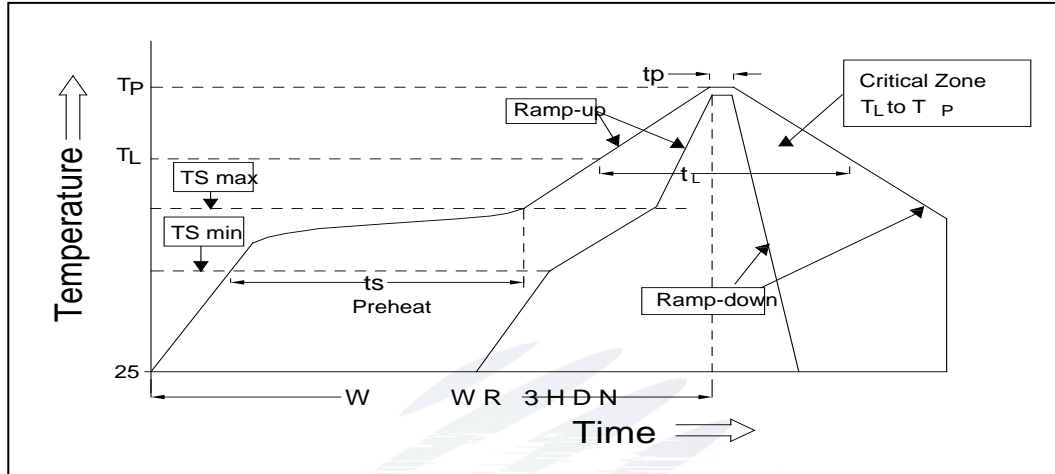 tp
TP
Critical Zone
TL to T P
Ramp-up
TL
tL
TS max
TS min
Temperature
ts
Preheat
Ramp-down
25
W W R 3 H D N
Time